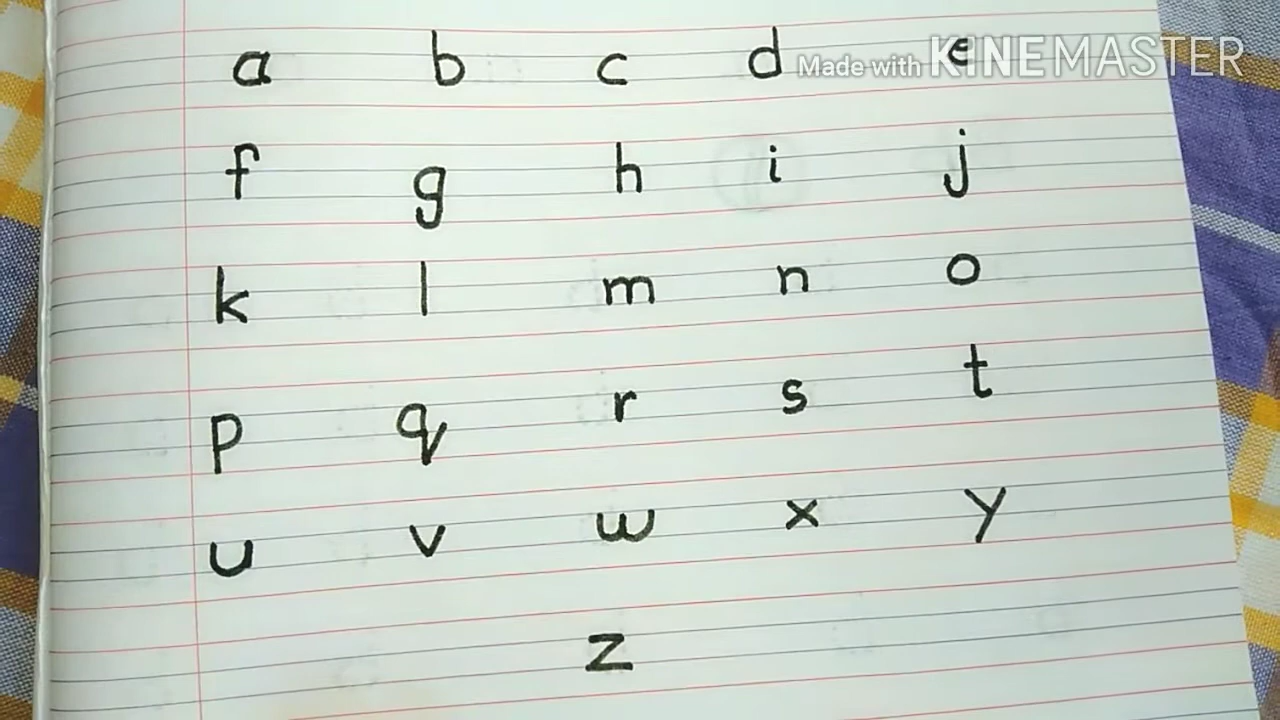 a b c d e
Made with KINEMASTER
f g h i j
k l m n o
p q r s t
u v w x y
z